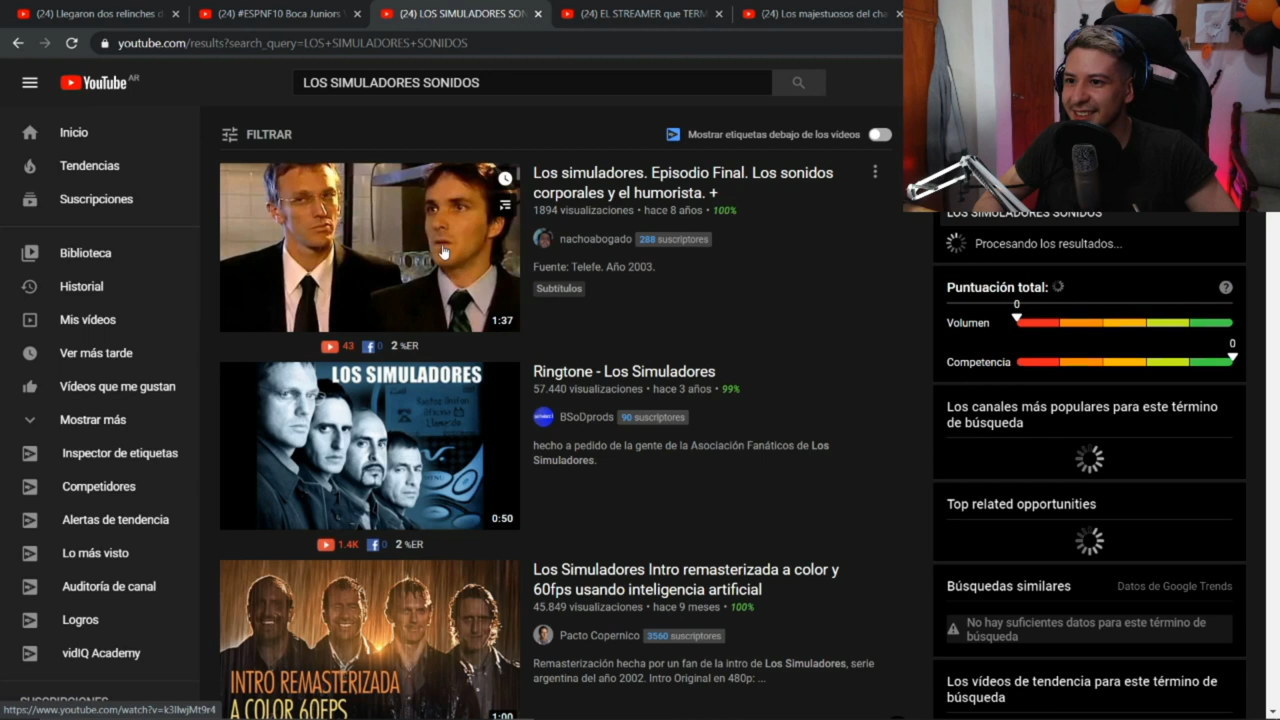 (24) Llegaron dos relinches d
(24) #ESPNF10 Boca Juniors
(24) LOS SIMULADORES SON
(24) EL STREAMER que TERM
(24) Los majestuosos del cha
youtube.com/results?search_query=LOS+SIMULADORES+SONIDOS
YouTube AR
LOS SIMULADORES SONIDOS
Inicio
Tendencias
Suscripciones
Biblioteca
Historial
Mis vídeos
Ver más tarde
Vídeos que me gustan
Mostrar más
Inspector de etiquetas
Competidores
Alertas de tendencia
Lo más visto
Auditoría de canal
Logros
vidIQ Academy
SUSCRIPCIONES
https://www.youtube.com/watch?v=k3IlwjMt9r4
FILTRAR
Mostrar etiquetas debajo de los vídeos
1:37
43
0
2 %ER
Los simuladores. Episodio Final. Los sonidos
corporales y el humorista. +
1894 visualizaciones • hace 8 años • 100%
nachoabogado 288 suscriptores
Fuente: Telefe. Año 2003.
Subtítulos
LOS SIMULADORES
0:50
1.4K
0
2 %ER
Ringtone - Los Simuladores
57.440 visualizaciones • hace 3 años • 99%
BSoDprods 90 suscriptores
hecho a pedido de la gente de la Asociación Fanáticos de Los
Simuladores.
INTRO REMASTERIZADA
A COLOR 60FPS
1:00
Los Simuladores Intro remasterizada a color y
60fps usando inteligencia artificial
45.849 visualizaciones • hace 9 meses • 100%
Pacto Copernico 3560 suscriptores
Remasterización hecha por un fan de la intro de Los Simuladores, serie
argentina del año 2002. Intro Original en 480p: ...
LOS SIMULADORES SONIDOS
Procesando los resultados...
Puntuación total:
?
0
Volumen
0
Competencia
Los canales más populares para este término
de búsqueda
Top related opportunities
Búsquedas similares
Datos de Google Trends
No hay suficientes datos para este término de
búsqueda
Los vídeos de tendencia para este término de
búsqueda